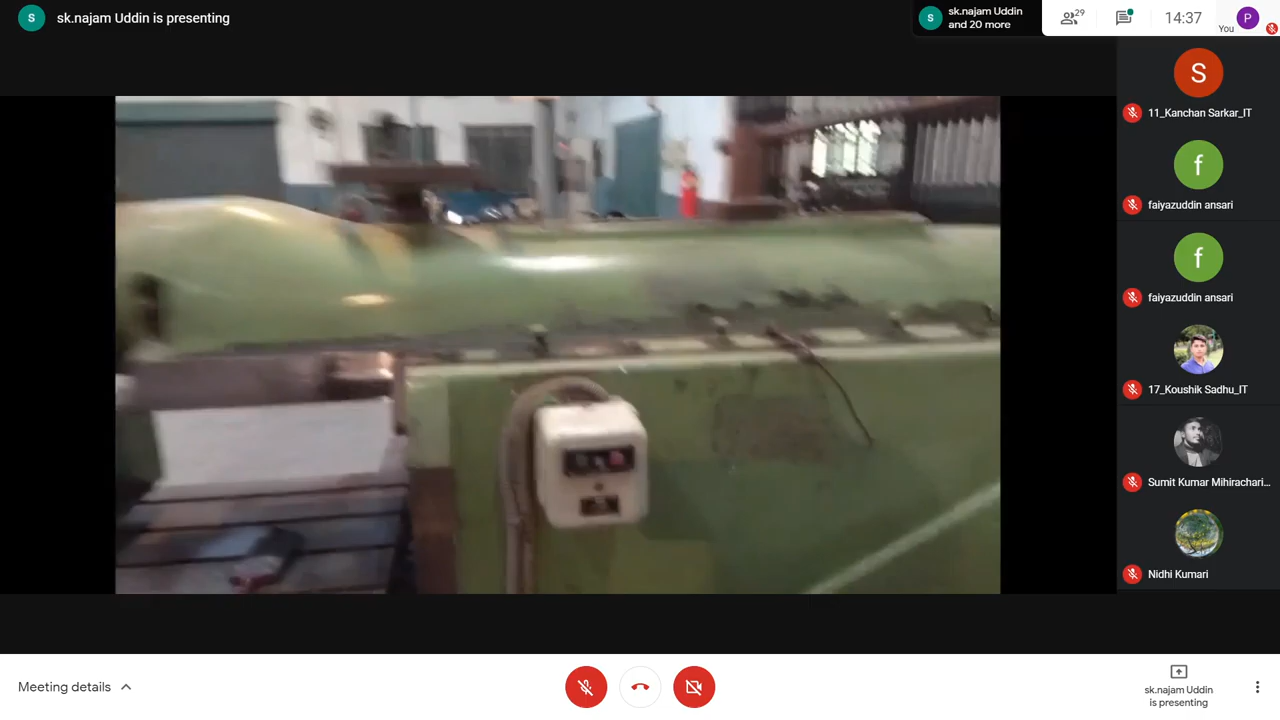 S
sk.najam Uddin is presenting
S
sk.najam Uddin
and 20 more
29
14:37
You
P
S
11_Kanchan Sarkar_IT
f
faiyazuddin ansari
f
faiyazuddin ansari
17_Koushik Sadhu_IT
Sumit Kumar Mihirachari...
Nidhi Kumari
Meeting details
sk.najam Uddin
is presenting